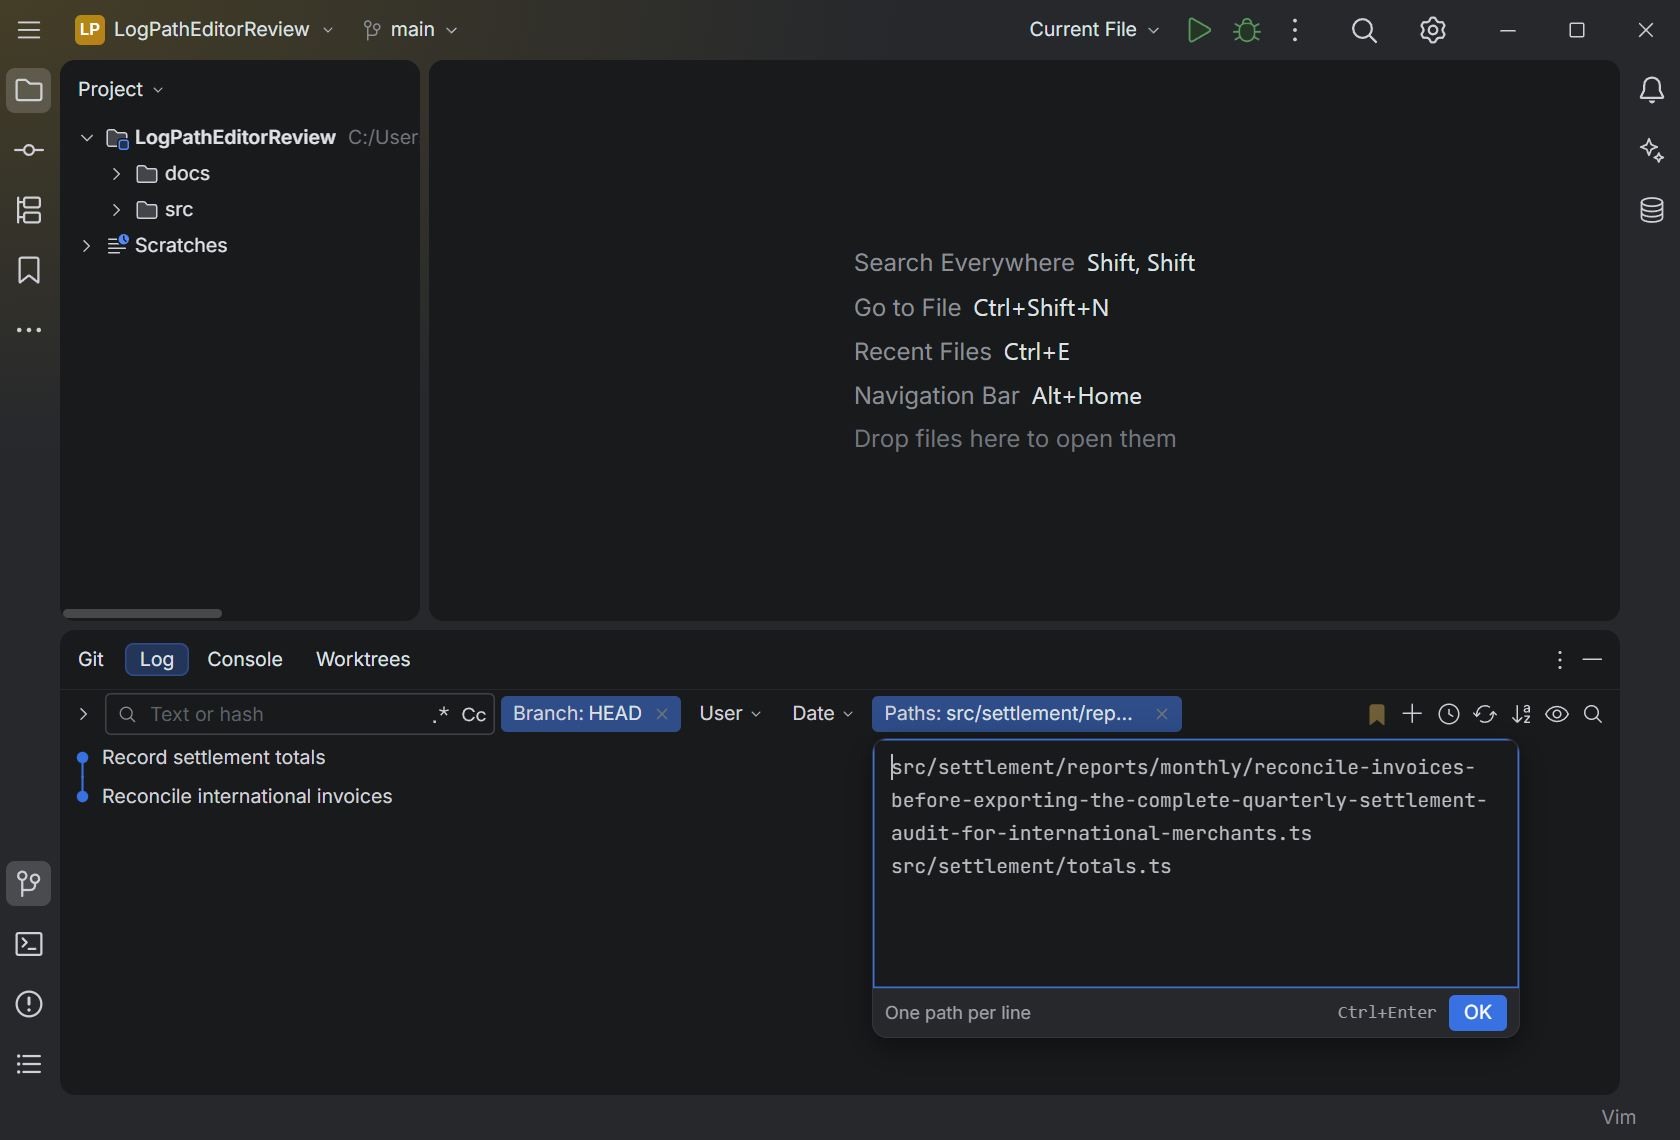 LP LogPathEditorReview main Current File
Project
LogPathEditorReview C:/User
docs
src
Scratches
Search Everywhere Shift, Shift
Go to File Ctrl+Shift+N
Recent Files Ctrl+E
Navigation Bar Alt+Home
Drop files here to open them
Git Log Console Worktrees
Text or hash .* Cc Branch: HEAD User Date Paths: src/settlement/rep...
Record settlement totals
Reconcile international invoices
src/settlement/reports/monthly/reconcile-invoices-
before-exporting-the-complete-quarterly-settlement-
audit-for-international-merchants.ts
src/settlement/totals.ts
One path per line Ctrl+Enter OK
Vim